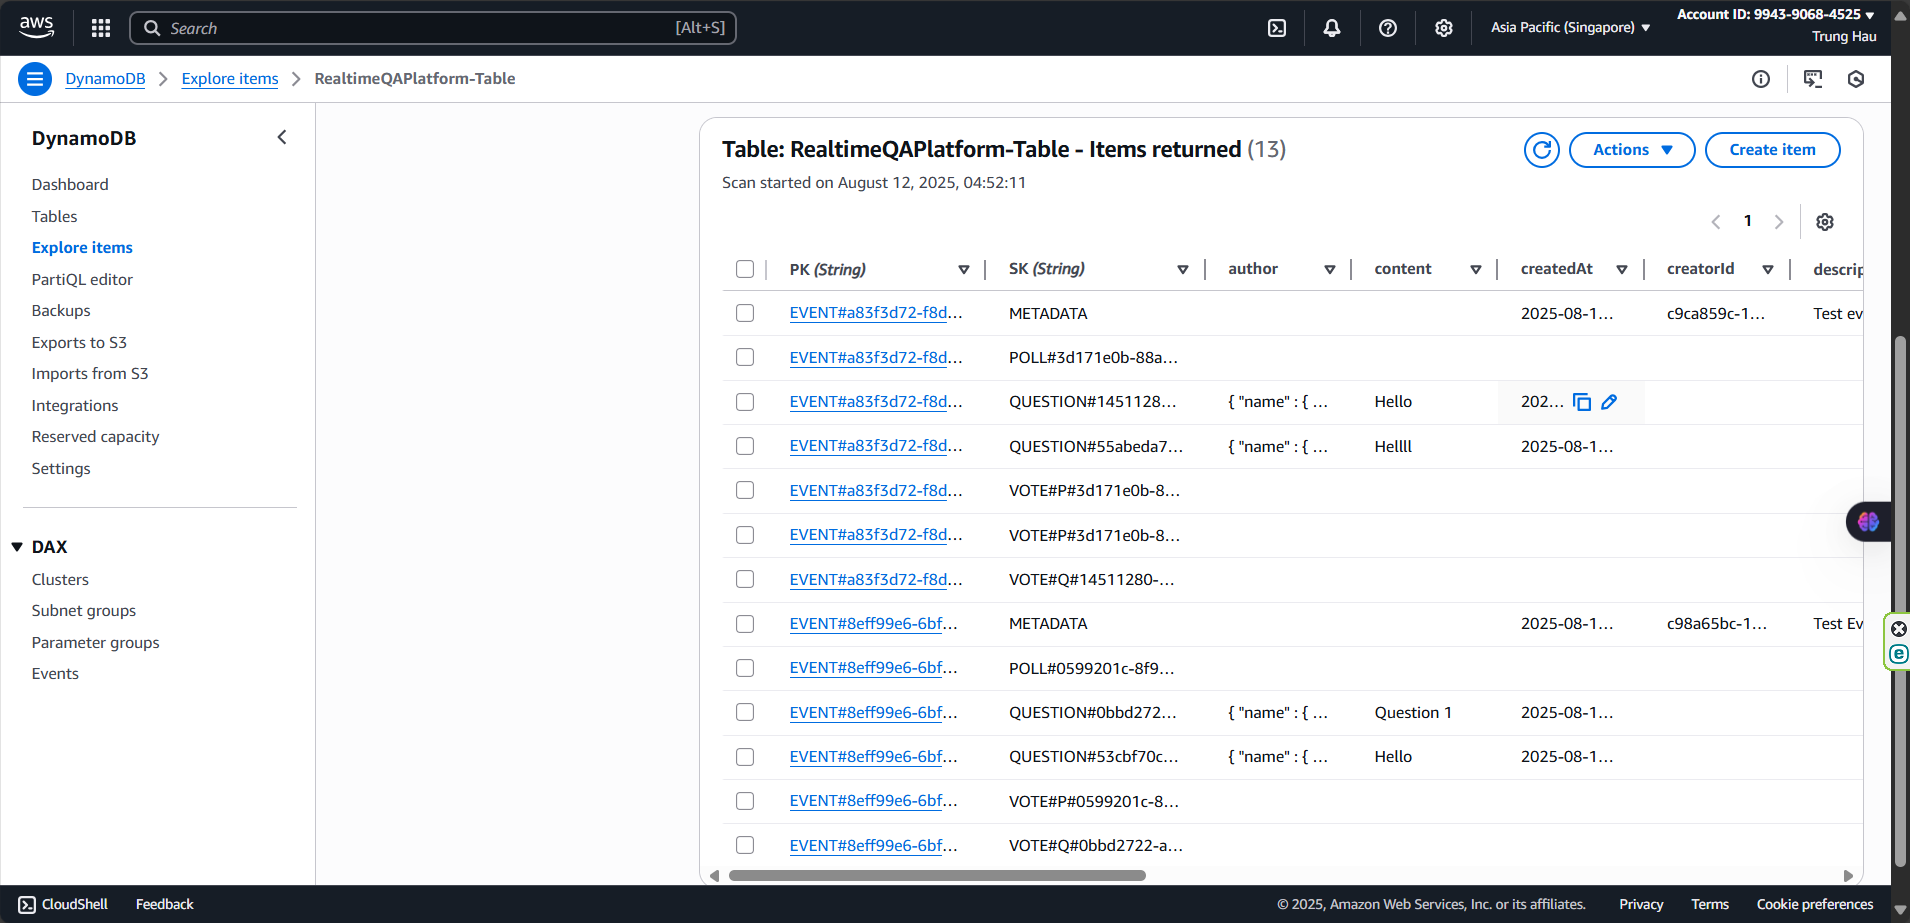 aws
Search [Alt+S]
Asia Pacific (Singapore)
Account ID: 9943-9068-4525
Trung Hau
DynamoDB
Explore items
RealtimeQAPlatform-Table
DynamoDB
Dashboard
Tables
Explore items
PartiQL editor
Backups
Exports to S3
Imports from S3
Integrations
Reserved capacity
Settings
DAX
Clusters
Subnet groups
Parameter groups
Events
Table: RealtimeQAPlatform-Table - Items returned (13)
Scan started on August 12, 2025, 04:52:11
Actions
Create item
1
PK (String) SK (String) author content createdAt creatorId descrip
EVENT#a83f3d72-f8d... METADATA 2025-08-1... c9ca859c-1... Test ev
EVENT#a83f3d72-f8d... POLL#3d171e0b-88a...
EVENT#a83f3d72-f8d... QUESTION#1451128... { "name" : { ... Hello 202...
EVENT#a83f3d72-f8d... QUESTION#55abeda7... { "name" : { ... Hellll 2025-08-1...
EVENT#a83f3d72-f8d... VOTE#P#3d171e0b-8...
EVENT#a83f3d72-f8d... VOTE#P#3d171e0b-8...
EVENT#a83f3d72-f8d... VOTE#Q#14511280-...
EVENT#8eff99e6-6bf... METADATA 2025-08-1... c98a65bc-1... Test Ev
EVENT#8eff99e6-6bf... POLL#0599201c-8f9...
EVENT#8eff99e6-6bf... QUESTION#0bbd272... { "name" : { ... Question 1 2025-08-1...
EVENT#8eff99e6-6bf... QUESTION#53cbf70c... { "name" : { ... Hello 2025-08-1...
EVENT#8eff99e6-6bf... VOTE#P#0599201c-8...
EVENT#8eff99e6-6bf... VOTE#Q#0bbd2722-a...
CloudShell
Feedback
© 2025, Amazon Web Services, Inc. or its affiliates.
Privacy
Terms
Cookie preferences